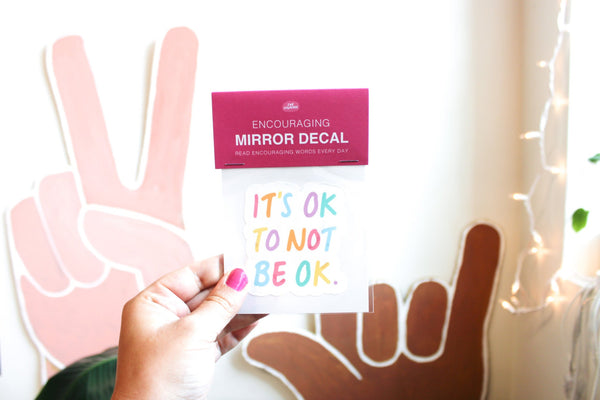 ENCOURAGING
MIRROR DECAL
READ ENCOURAGING WORDS EVERY DAY
IT'S OK
TO NOT
BE OK.